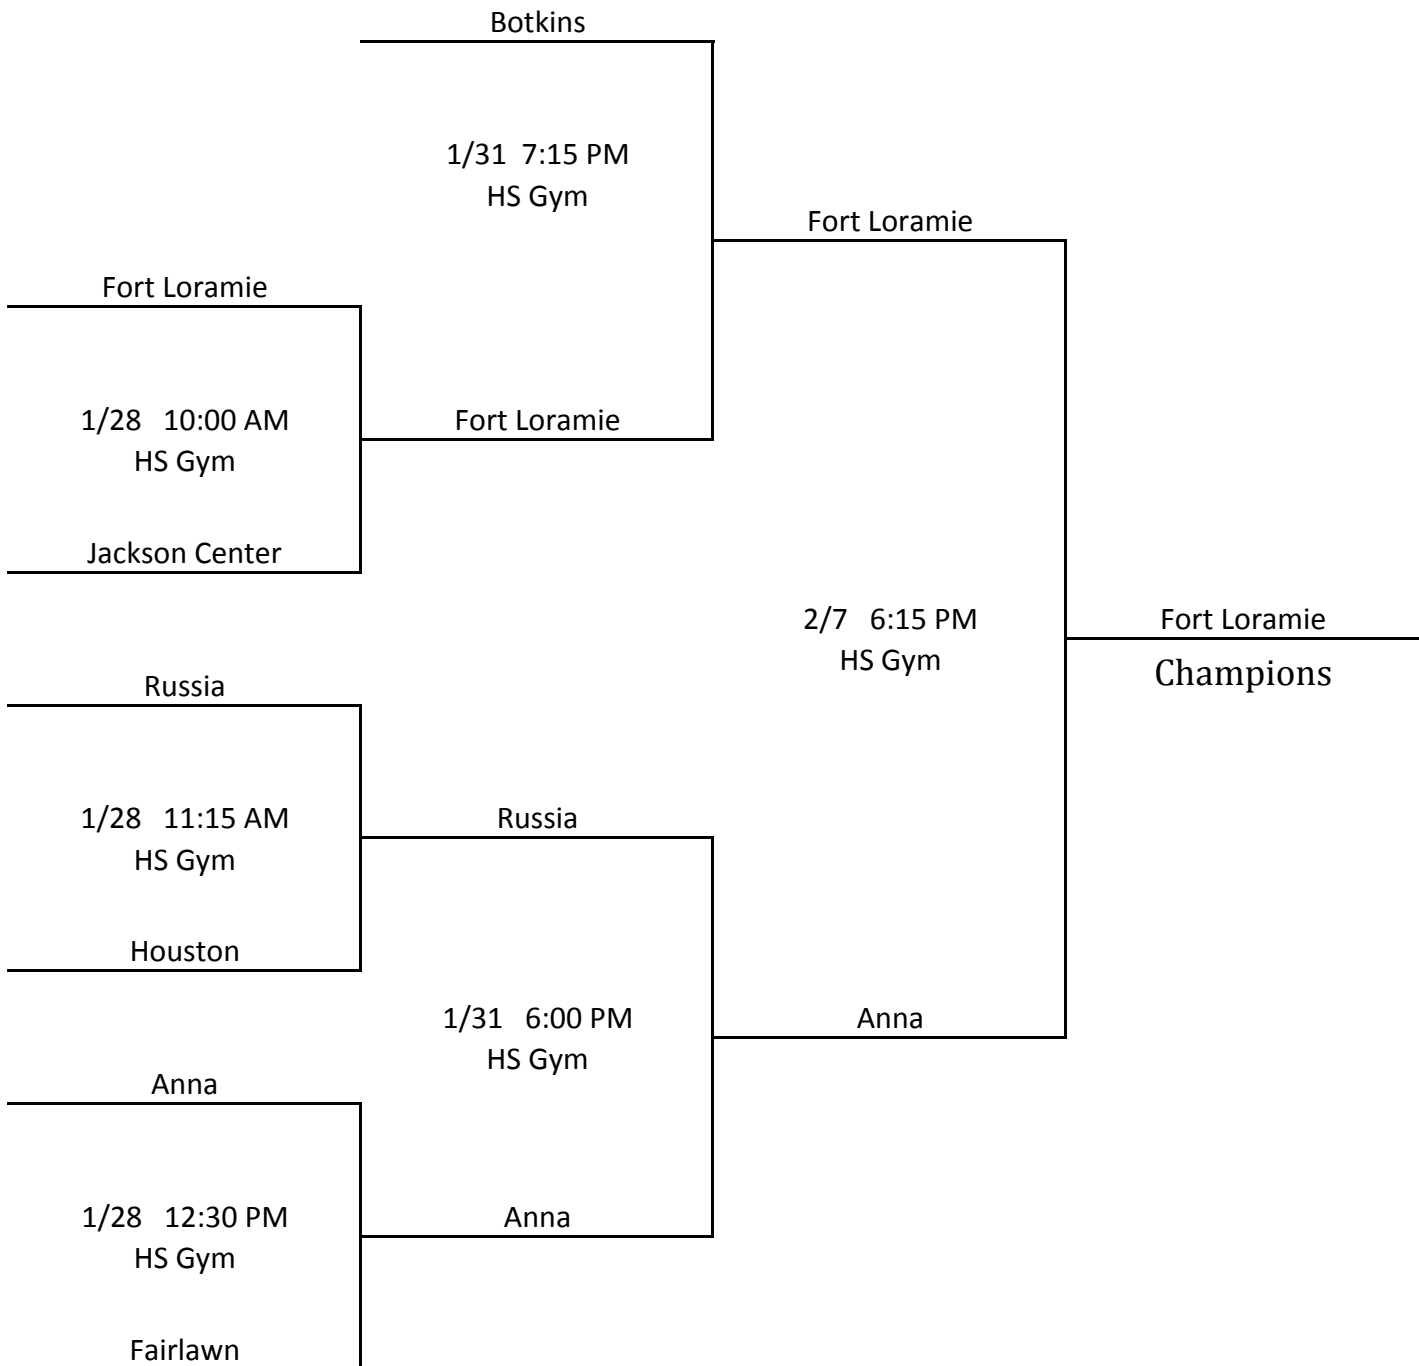 Botkins
1/31  7:15 PM
HS Gym
Fort Loramie
Fort Loramie
1/28   10:00 AM
HS Gym
Fort Loramie
Jackson Center
2/7   6:15 PM
HS Gym
Fort Loramie
Champions
Russia
1/28   11:15 AM
HS Gym
Russia
Houston
1/31   6:00 PM
HS Gym
Anna
Anna
1/28   12:30 PM
HS Gym
Anna
Fairlawn